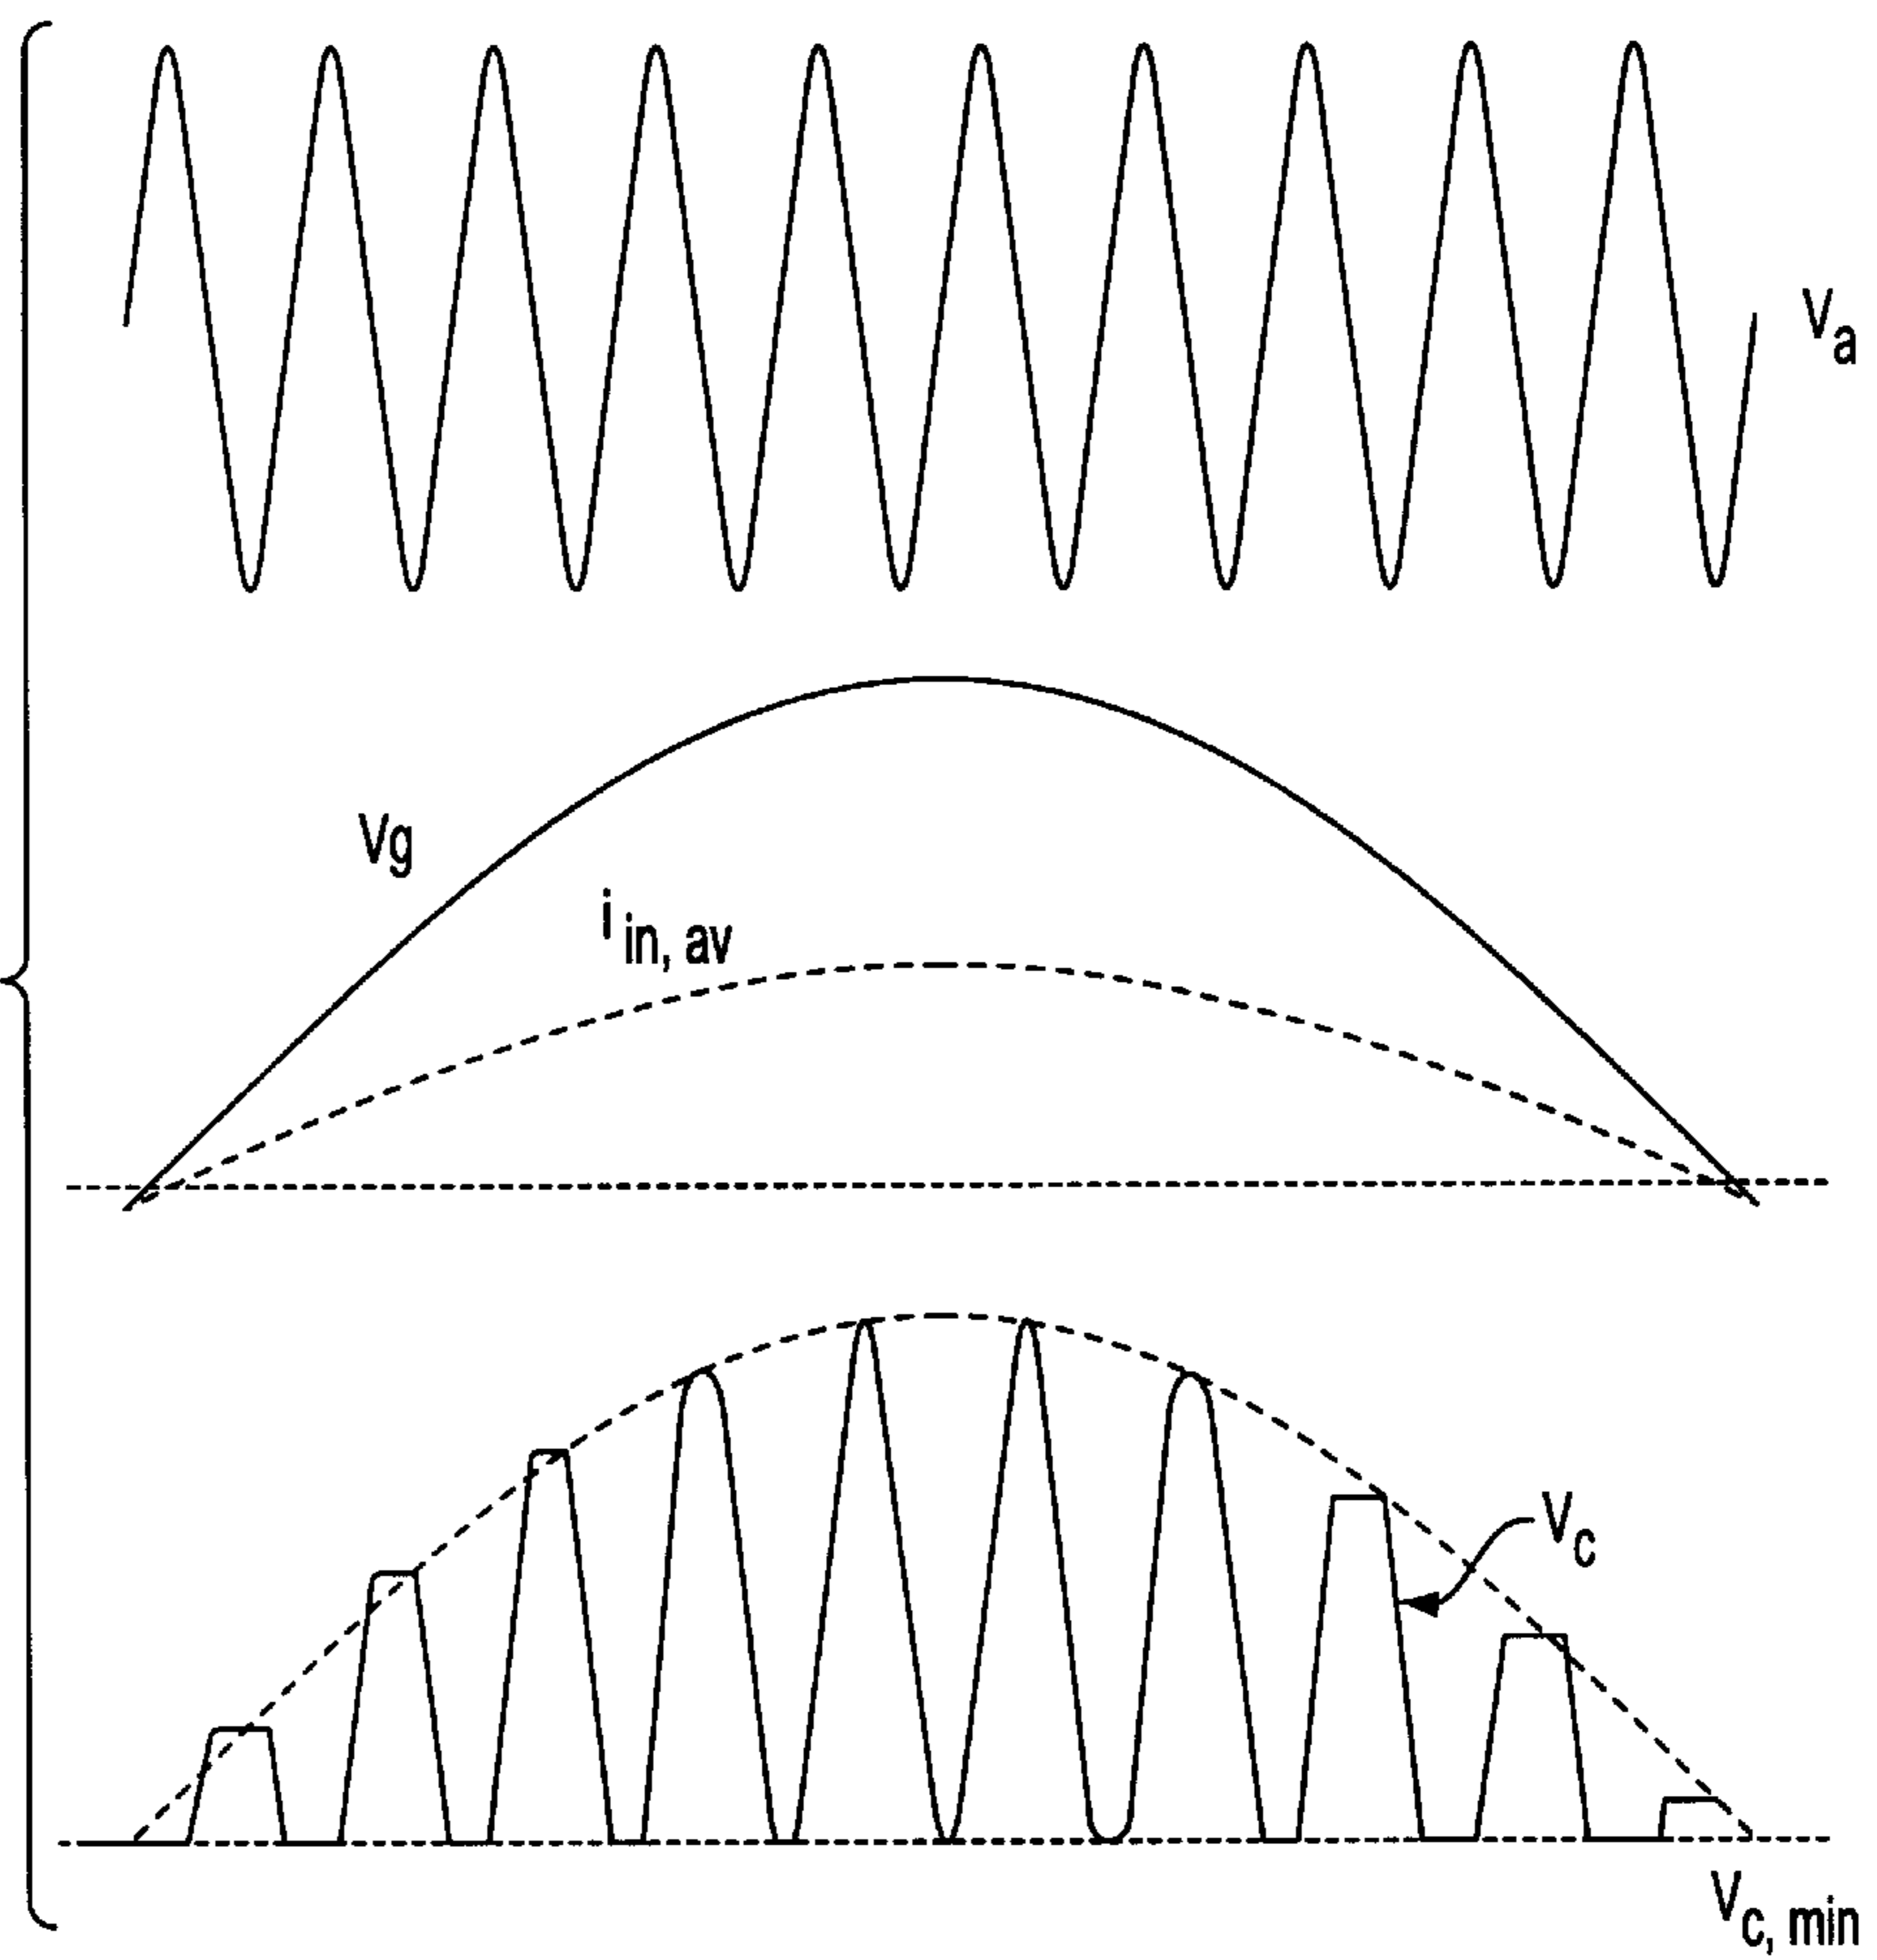 Va
Vg
i in, av
Vc
Vc, min